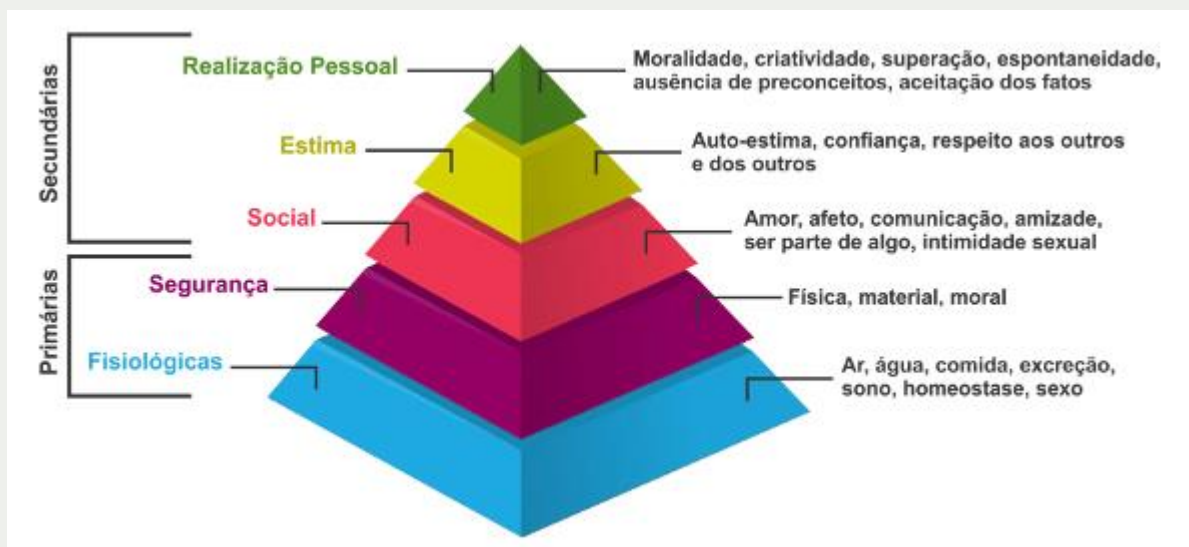 Secundárias
Realização Pessoal
Moralidade, criatividade, superação, espontaneidade,
ausência de preconceitos, aceitação dos fatos
Estima
Auto-estima, confiança, respeito aos outros
e dos outros
Social
Amor, afeto, comunicação, amizade,
ser parte de algo, intimidade sexual
Primárias
Segurança
Física, material, moral
Fisiológicas
Ar, água, comida, excreção,
sono, homeostase, sexo